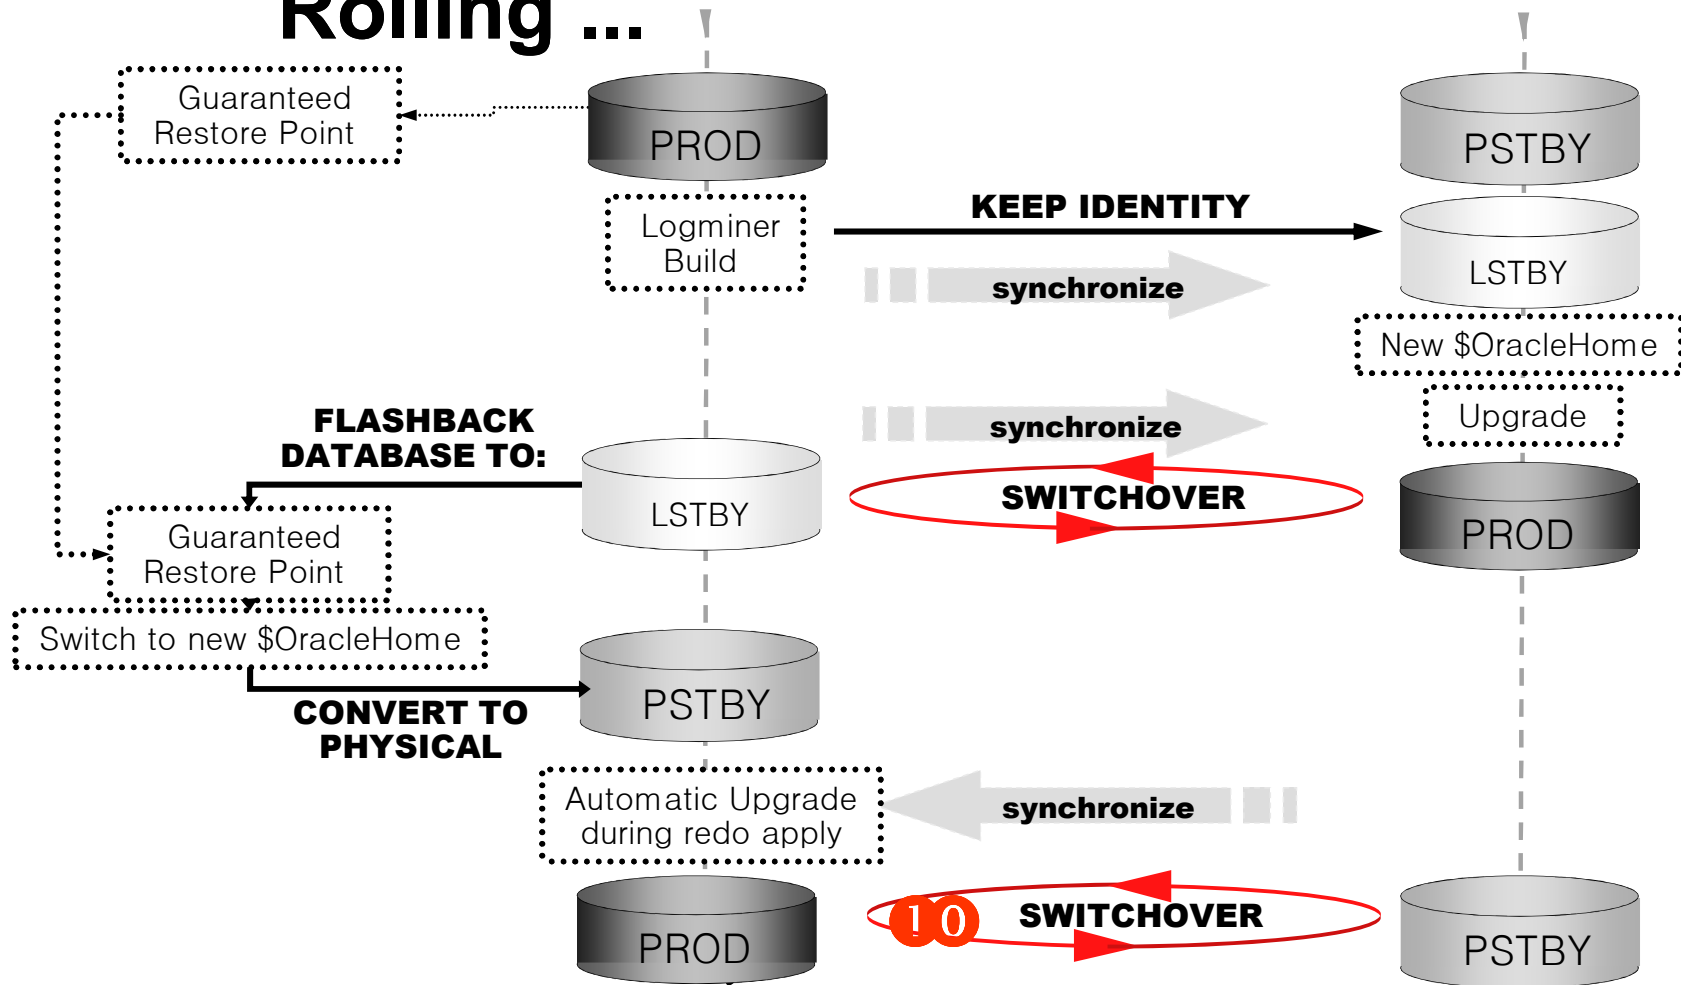 Rolling ...
Guaranteed
Restore Point
PROD
PSTBY
Logminer
Build
KEEP IDENTITY
synchronize
LSTBY
New $OracleHome
Upgrade
synchronize
FLASHBACK
DATABASE TO:
LSTBY
SWITCHOVER
PROD
Guaranteed
Restore Point
Switch to new $OracleHome
PSTBY
CONVERT TO
PHYSICAL
Automatic Upgrade
during redo apply
synchronize
PROD
10
SWITCHOVER
PSTBY